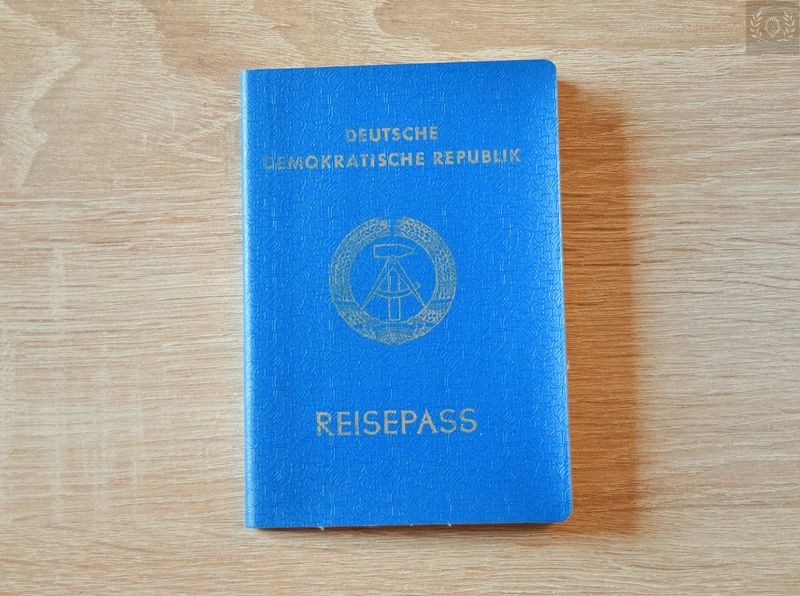 DEUTSCHE
DEMOKRATISCHE REPUBLIK
REISEPASS